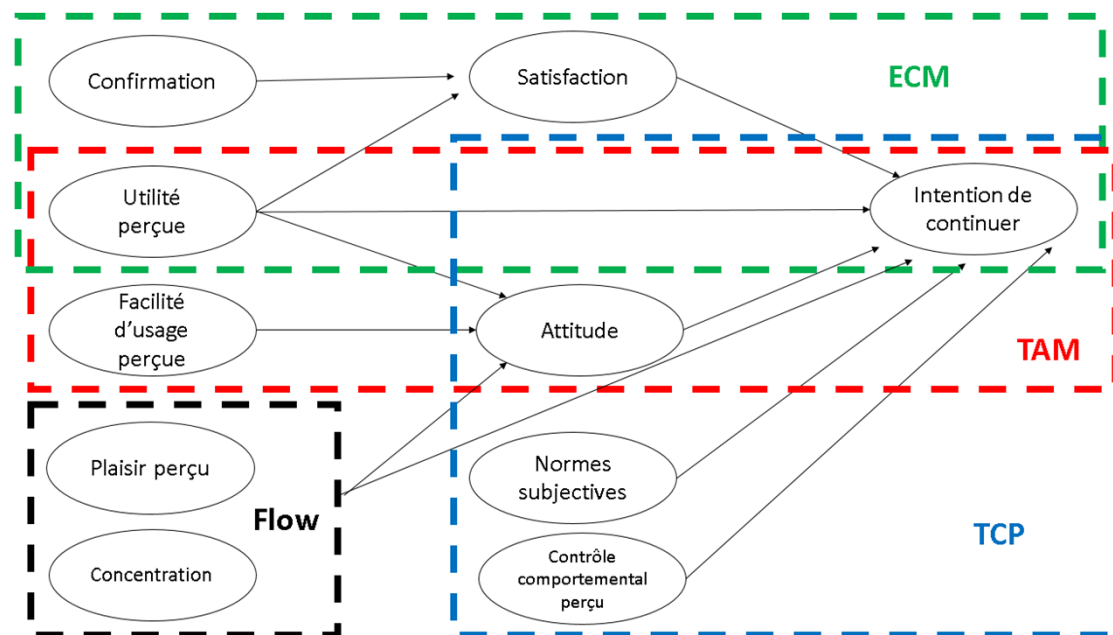 Confirmation
Satisfaction
ECM
Utilité
perçue
Intention de
continuer
Facilité
d'usage
perçue
Attitude
TAM
Plaisir perçu
Flow
Concentration
Normes
subjectives
Contrôle
comportemental
perçu
TCP